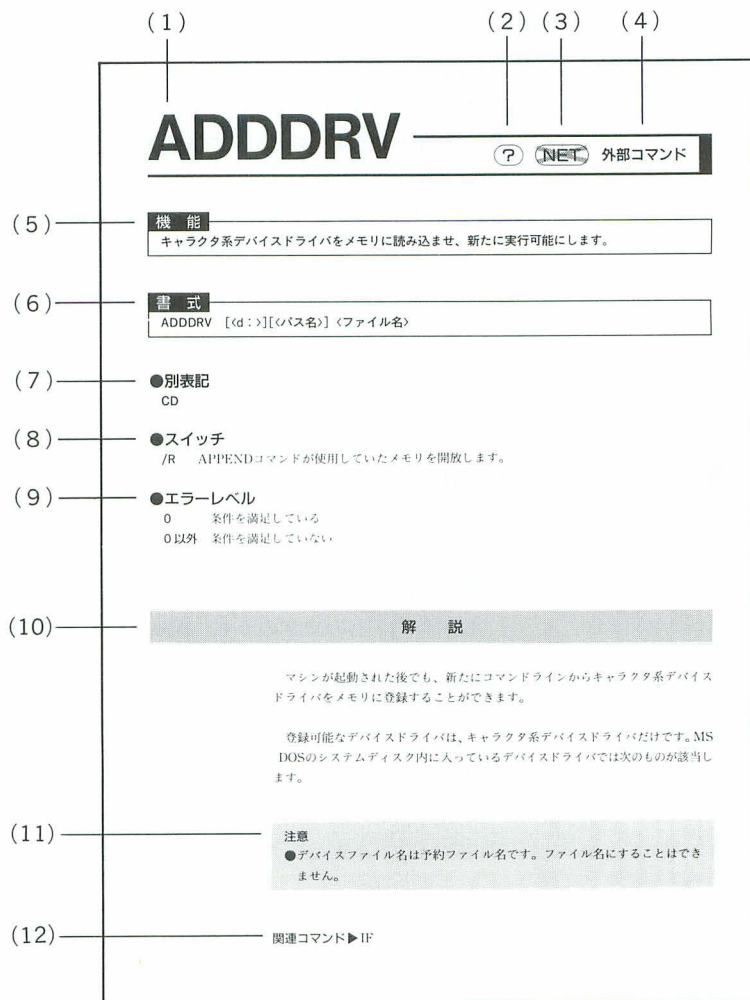 (1) (2) (3) (4)
ADDDRV
? NET 外部コマンド
(5) 機 能
キャラクタ系デバイスドライバをメモリに読み込ませ、新たに実行可能にします。
(6) 書 式
ADDDRV [〈d：〉][〈パス名〉]〈ファイル名〉
(7) ●別表記
CD
(8) ●スイッチ
/R APPENDコマンドが使用していたメモリを開放します。
(9) ●エラーレベル
0 条件を満足している
0以外 条件を満足していない
(10) 解 説
マシンが起動された後でも、新たにコマンドラインからキャラクタ系デバイス
ドライバをメモリに登録することができます。
登録可能なデバイスドライバは、キャラクタ系デバイスドライバだけです。MS
DOSのシステムディスク内に入っているデバイスドライバでは次のものが該当し
ます。
(11) 注意
●デバイスファイル名は予約ファイル名です。ファイル名にすることはでき
ません。
(12) 関連コマンド▶IF